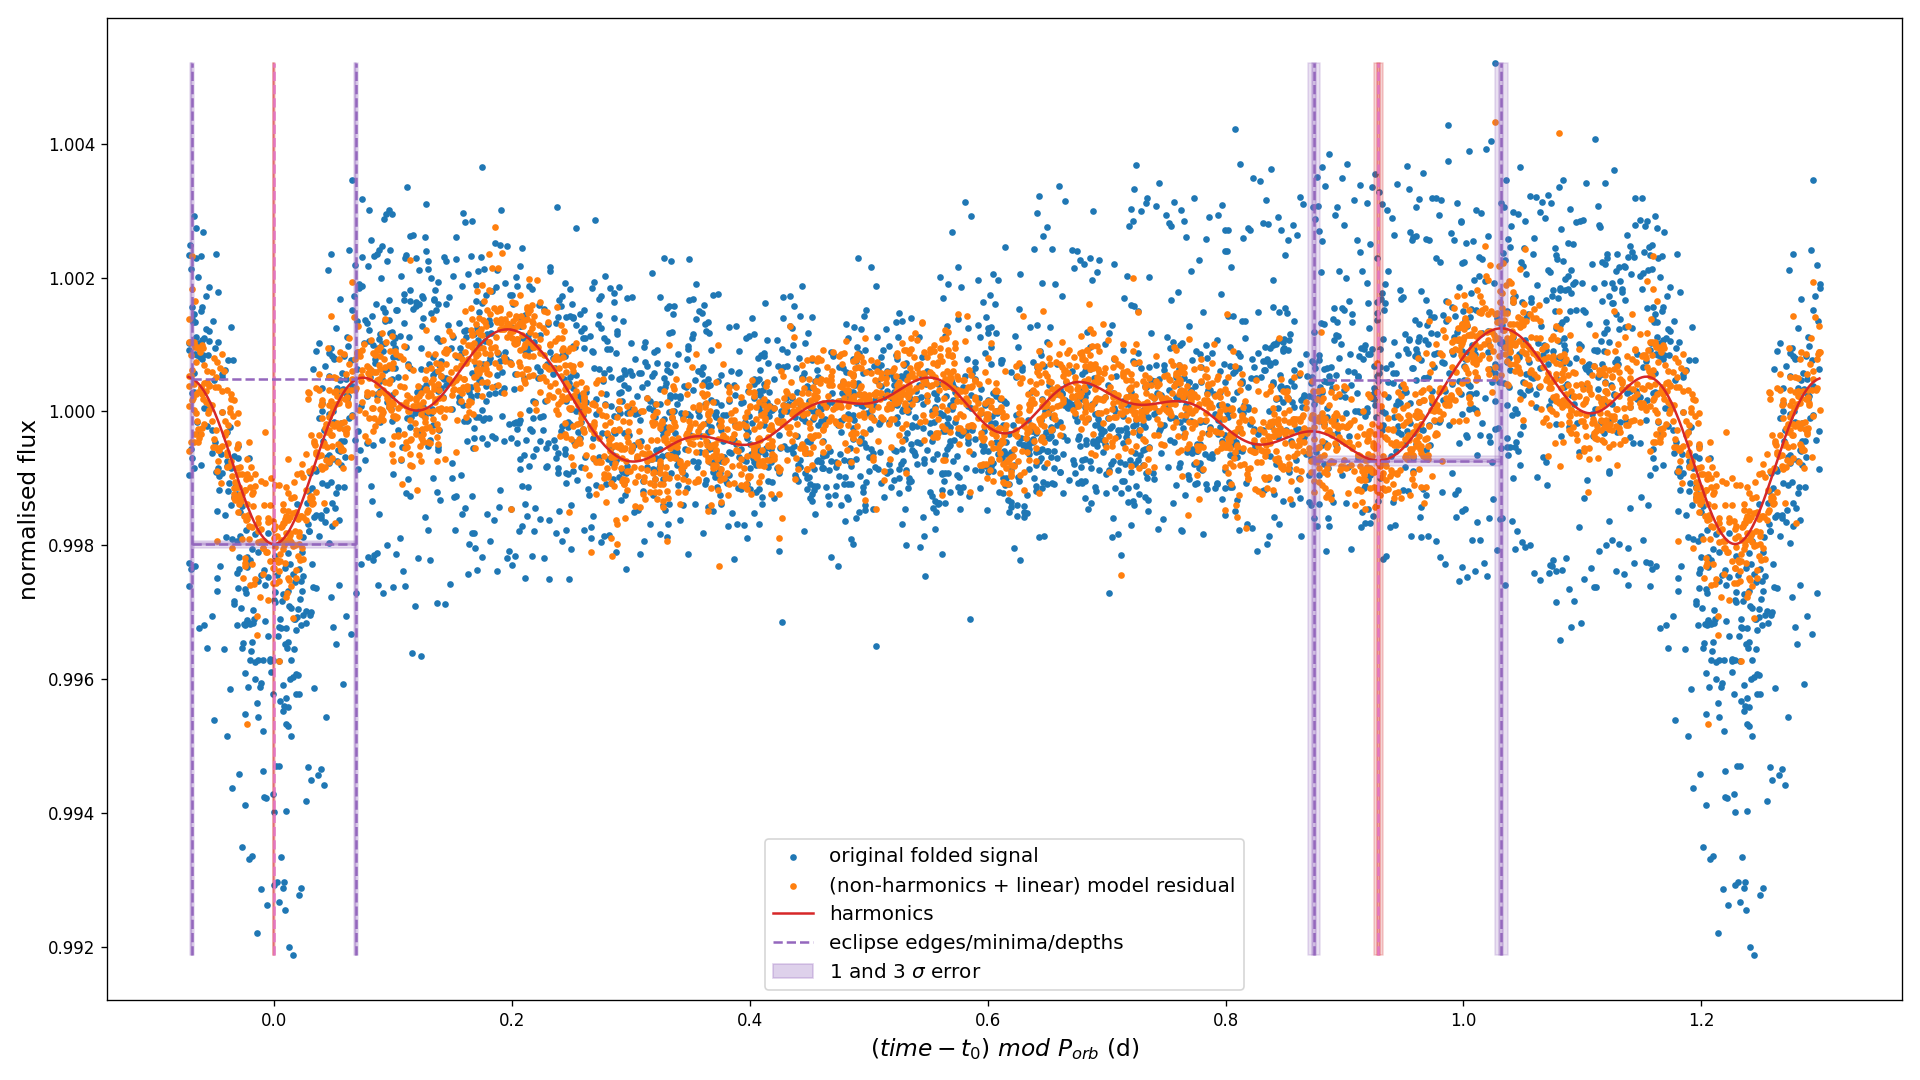 normalised flux
1.004
1.002
1.000
0.998
0.996
0.994
0.992
original folded signal
(non-harmonics + linear) model residual
harmonics
eclipse edges/minima/depths
1 and 3 σ error
0.0 0.2 0.4 0.6 0.8 1.0 1.2
(time − t₀) mod Pₒᵣᵦ (d)